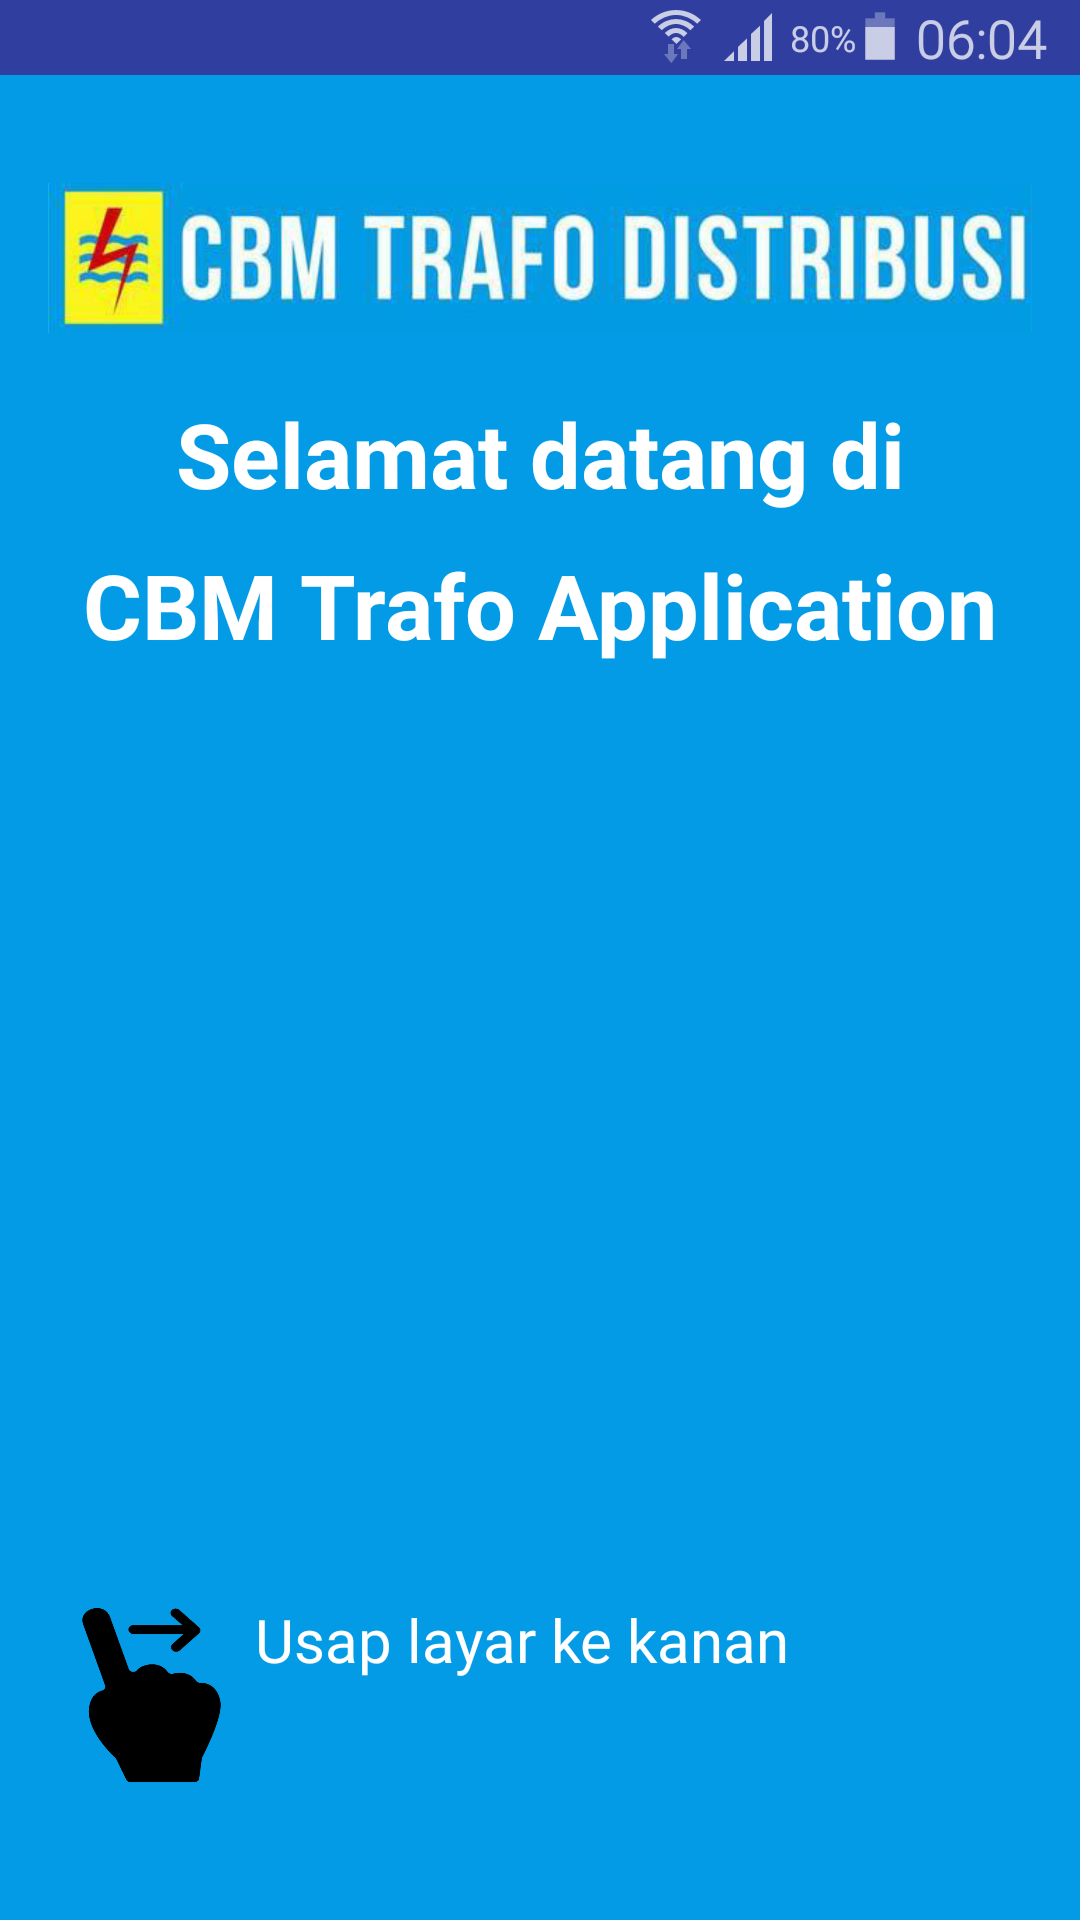 80% 06:04
CBM TRAFO DISTRIBUSI
Selamat datang di
CBM Trafo Application
Usap layar ke kanan